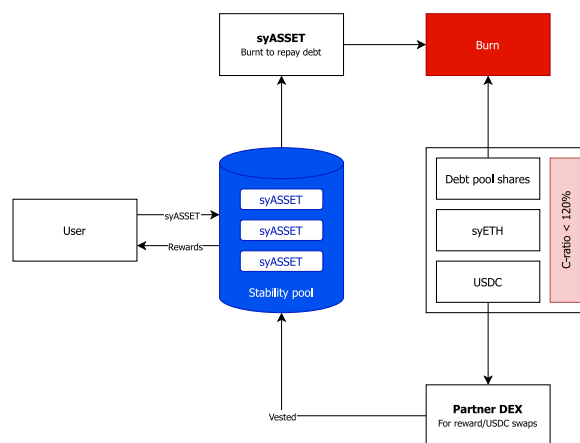 syASSET
Burnt to repay debt
Burn
Debt pool shares
syETH
USDC
C-ratio < 120%
User
syASSET
Rewards
syASSET
syASSET
syASSET
Stability pool
Vested
Partner DEX
For reward/USDC swaps